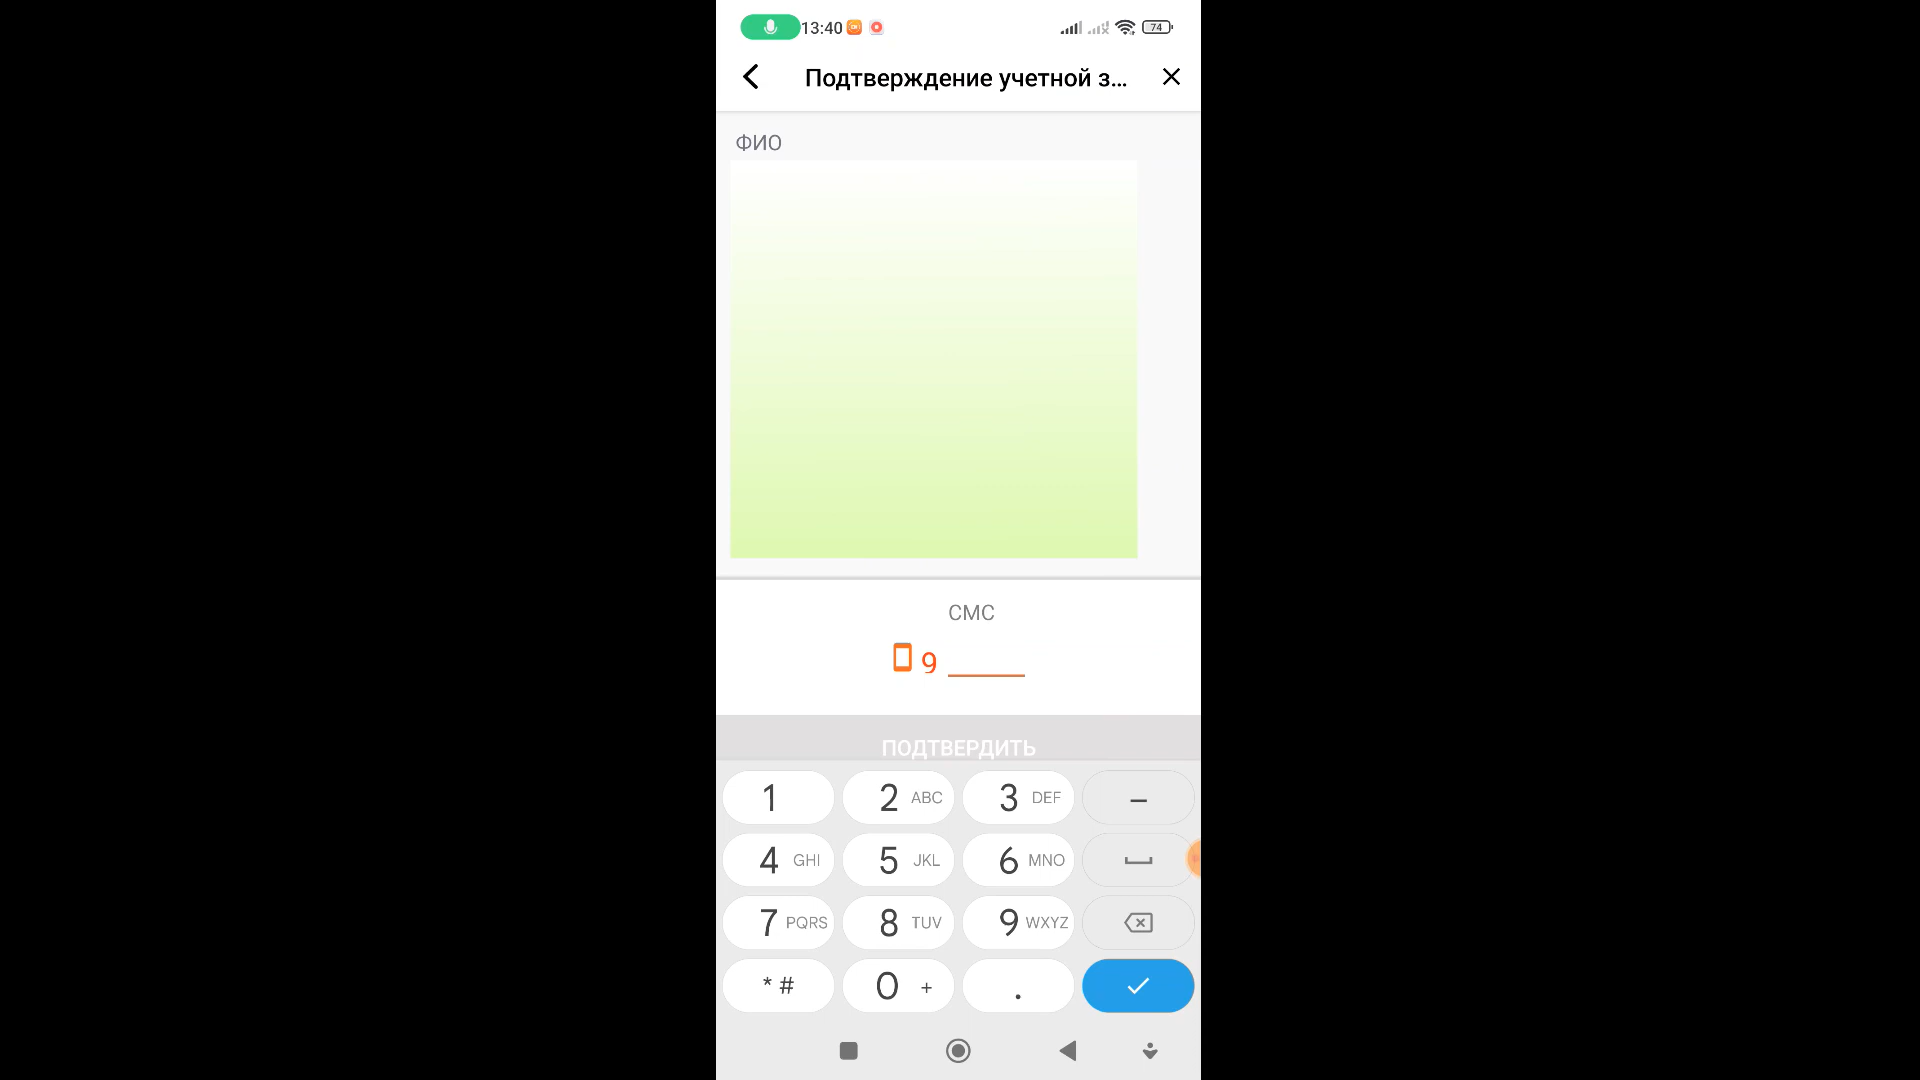 13:40
74
Подтверждение учетной з...
ФИО
СМС
9
ПОДТВЕРДИТЬ
1 2 ABC 3 DEF –
4 GHI 5 JKL 6 MNO
7 PQRS 8 TUV 9 WXYZ
* # 0 + .